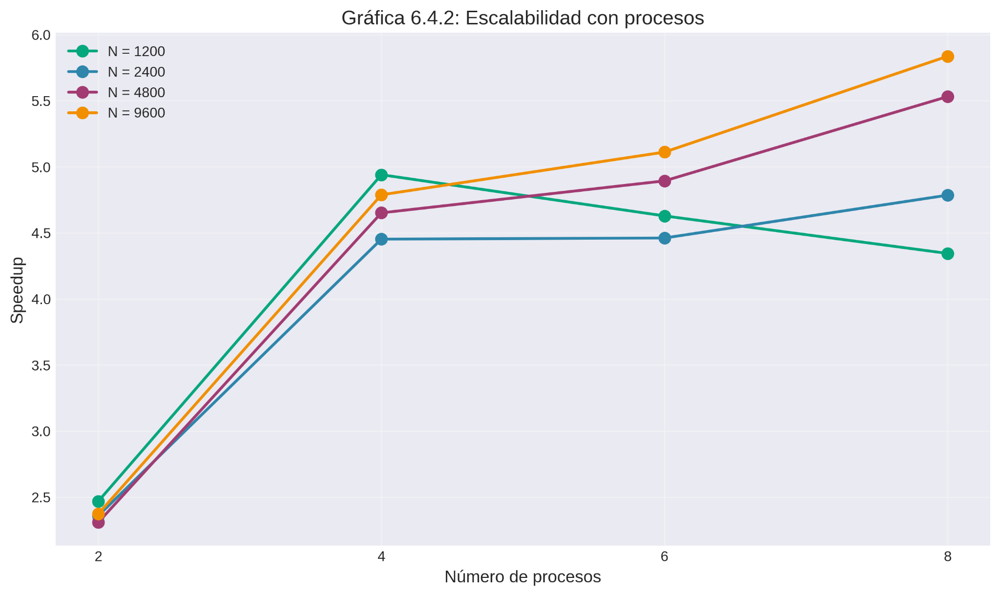 Gráfica 6.4.2: Escalabilidad con procesos
6.0
5.5
5.0
4.5
4.0
3.5
3.0
2.5
Speedup
N = 1200
N = 2400
N = 4800
N = 9600
2 4 6 8
Número de procesos